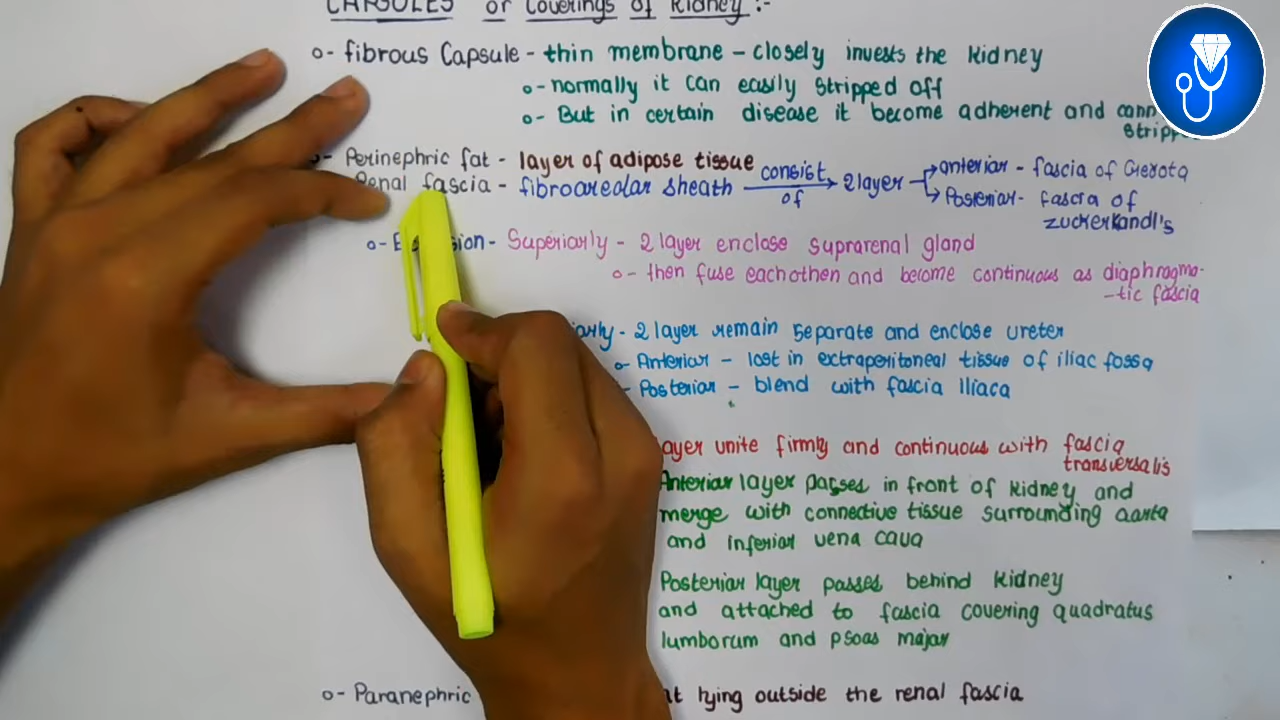 CAPSULES or Coverings of Kidney :-
o- fibrous Capsule - thin membrane - closely invests the kidney
o- normally it can easily stripped off
o- But in certain disease it become adherent and
Perinephric fat - layer of adipose tissue
Renal fascia - fibroareolar sheath consist of 2 layer
anterior - fascia of Gerota
Posterior - fascia of
zuckerkandl's
o- Superiorly - 2 layer enclose suprarenal gland
o- then fuse eachothen and become continuous as diaphragma-
-tic fascia
2 layer remain separate and enclose ureter
o- Anterior - lost in extraperitoneal tissue of iliac fossa
- Posterior - blend with fascia Iliaca
layer unite firmly and continuous with fascia
transversalis
Anterior layer passes in front of kidney and
merge with connective tissue surrounding aorta
and inferior vena cava
Posterior layer passes behind kidney
and attached to fascia covering quadratus
lumborum and psoas major
o- Paranephric lying outside the renal fascia